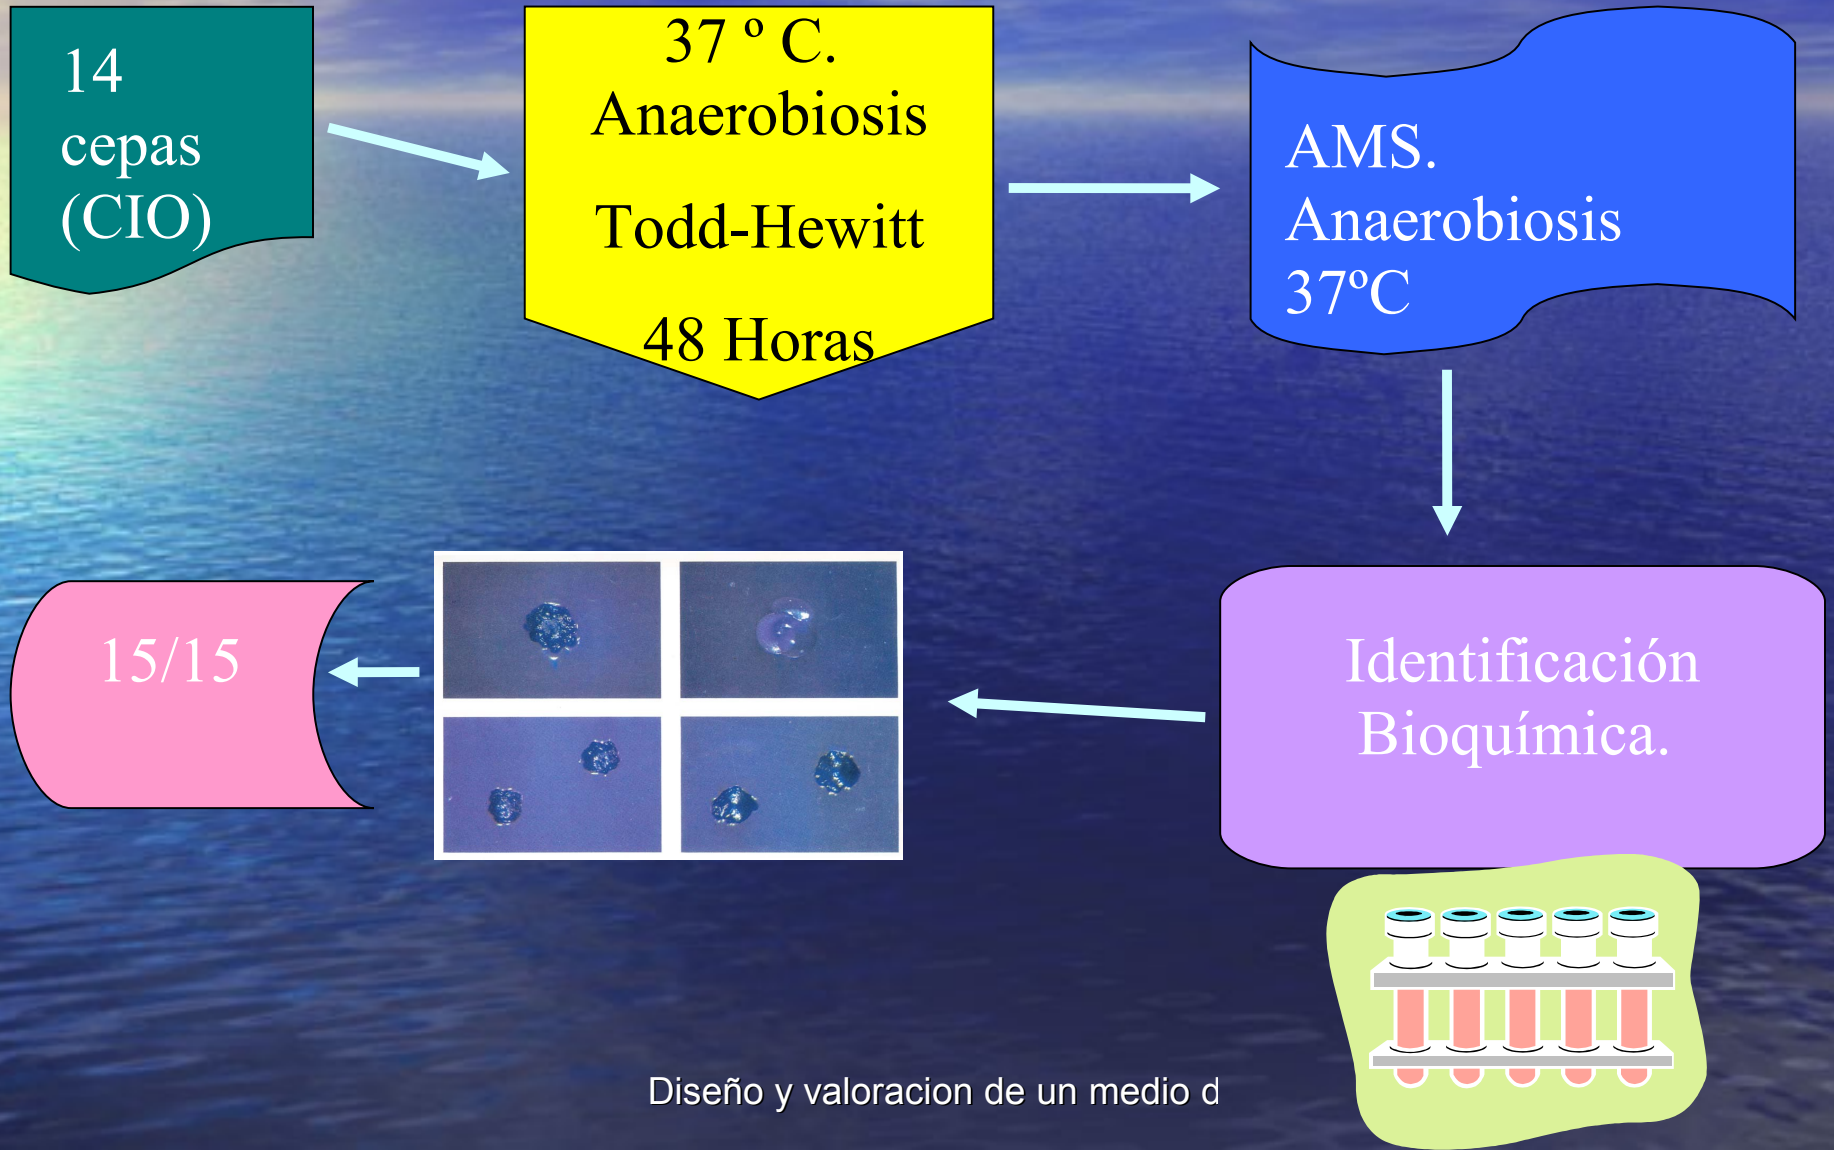 14
cepas
(CIO)
37 º C.
Anaerobiosis
Todd-Hewitt
48 Horas
AMS.
Anaerobiosis
37ºC
Identificación
Bioquímica.
15/15
Diseño y valoracion de un medio d